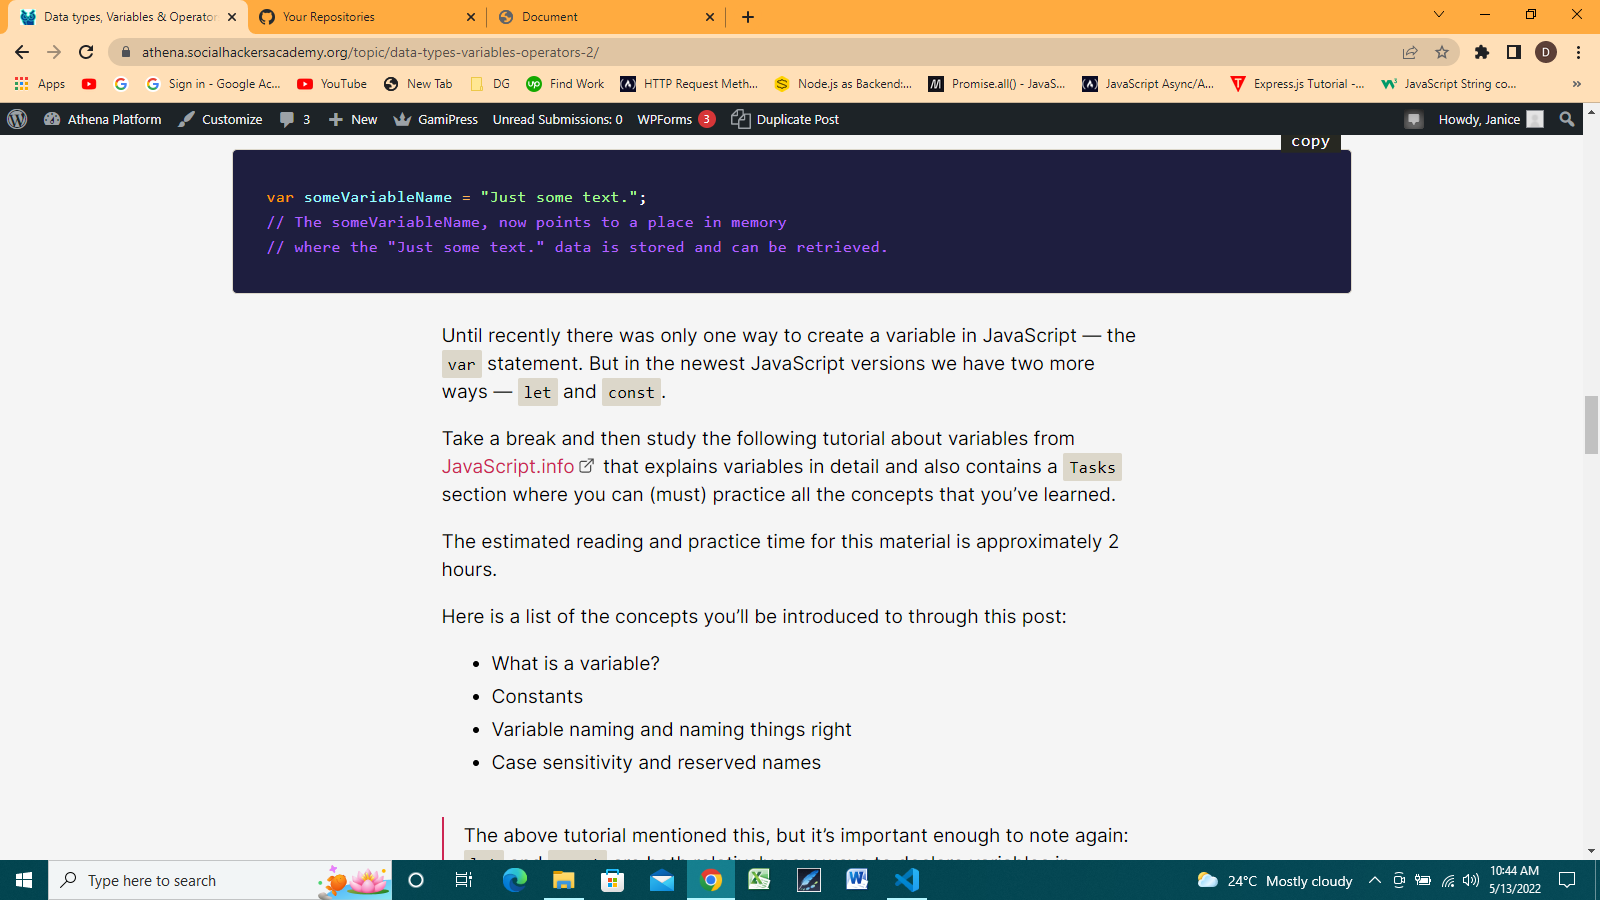 Data types, Variables & Operator
Your Repositories
Document
athena.socialhackersacademy.org/topic/data-types-variables-operators-2/
D
Apps
Sign in - Google Ac...
YouTube
New Tab
DG
Find Work
HTTP Request Meth...
Node.js as Backend:...
Promise.all() - JavaS...
JavaScript Async/A...
Express.js Tutorial -...
JavaScript String co...
»
Athena Platform
Customize
3
New
GamiPress
Unread Submissions: 0
WPForms 3
Duplicate Post
Howdy, Janice
copy
var someVariableName = "Just some text.";
// The someVariableName, now points to a place in memory
// where the "Just some text." data is stored and can be retrieved.
Until recently there was only one way to create a variable in JavaScript — the
var statement. But in the newest JavaScript versions we have two more
ways — let and const.
Take a break and then study the following tutorial about variables from
JavaScript.info that explains variables in detail and also contains a Tasks
section where you can (must) practice all the concepts that you’ve learned.
The estimated reading and practice time for this material is approximately 2
hours.
Here is a list of the concepts you’ll be introduced to through this post:
• What is a variable?
• Constants
• Variable naming and naming things right
• Case sensitivity and reserved names
The above tutorial mentioned this, but it’s important enough to note again:
Type here to search
24°C Mostly cloudy
10:44 AM
5/13/2022